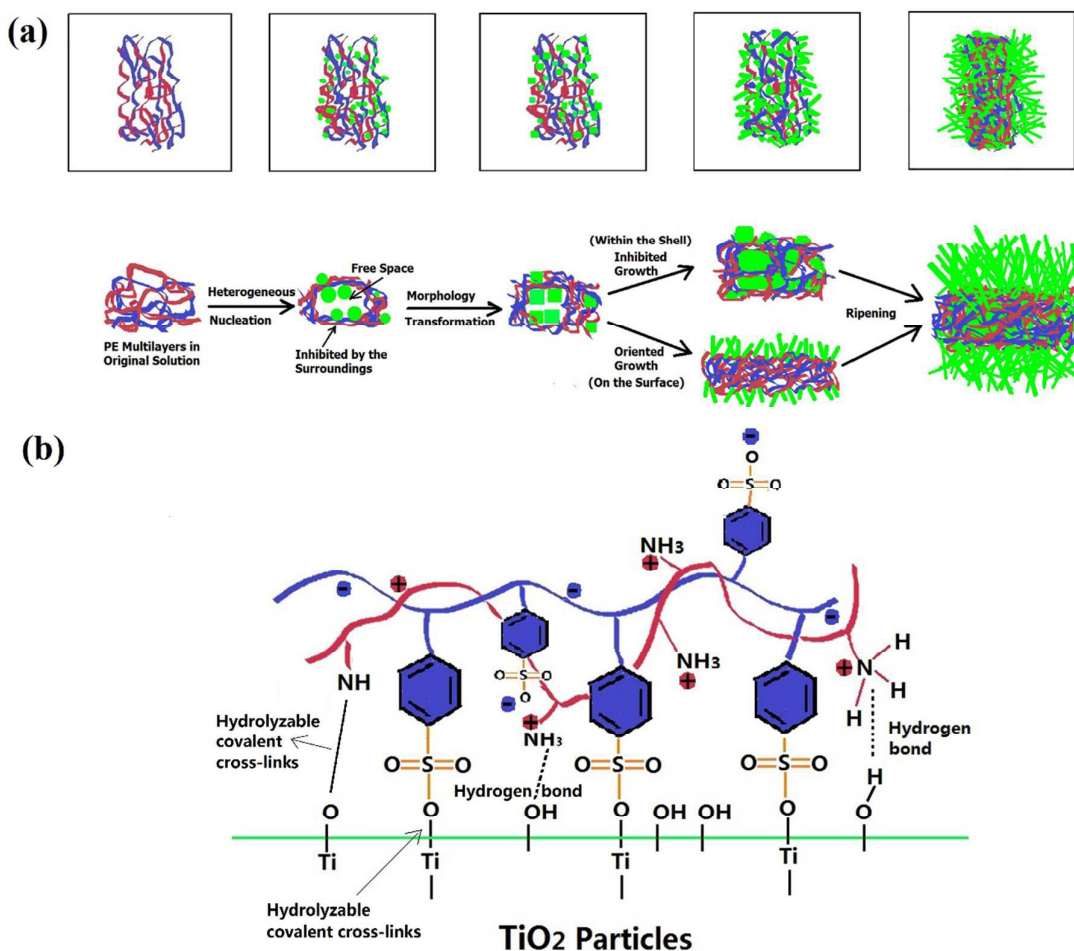 (a)
(Within the Shell)
Inhibited
Growth
Free Space
Heterogeneous
Nucleation
Morphology
Transformation
Ripening
PE Multilayers in
Original Solution
Inhibited by the
Surroundings
Oriented
Growth
(On the Surface)
(b)
-
O
O S O
NH3
+
- + - -
NH
O S O
O
-
+
NH3
NH3
+
+ N H
H
H
Hydrolyzable
covalent
cross-links
Hydrogen
bond
O S O
O S O
O S O
Hydrogen bond
H
O
O
OH
O
OH
OH
O
O
Ti
Ti
Ti
Ti
Hydrolyzable
covalent cross-links
TiO2 Particles